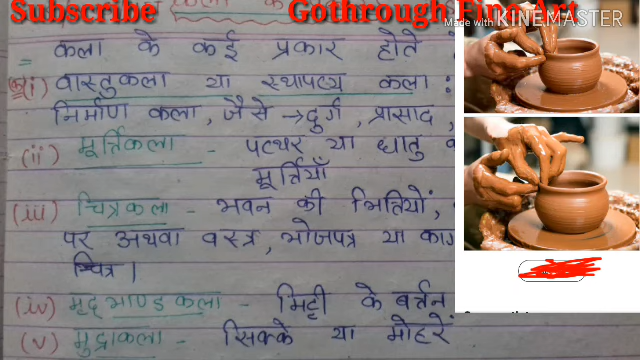 Subscribe Gothrough Fine Art
Made with KINEMASTER
= कला के कई प्रकार होते
(i) वास्तुकला या स्थापत्य कला :
निर्माण कला, जैसे → दुर्ग, प्रासाद,
(ii) मूर्तिकला - पत्थर या धातु
मूर्तियाँ
(iii) चित्रकला - भवन की भित्तियों,
पर अथवा वस्त्र, भोजपत्र या काग
चित्र।
(iv) मृद्भाण्ड कला - मिट्टी के बर्तन
(v) मुद्राकला - सिक्के या मोहरें